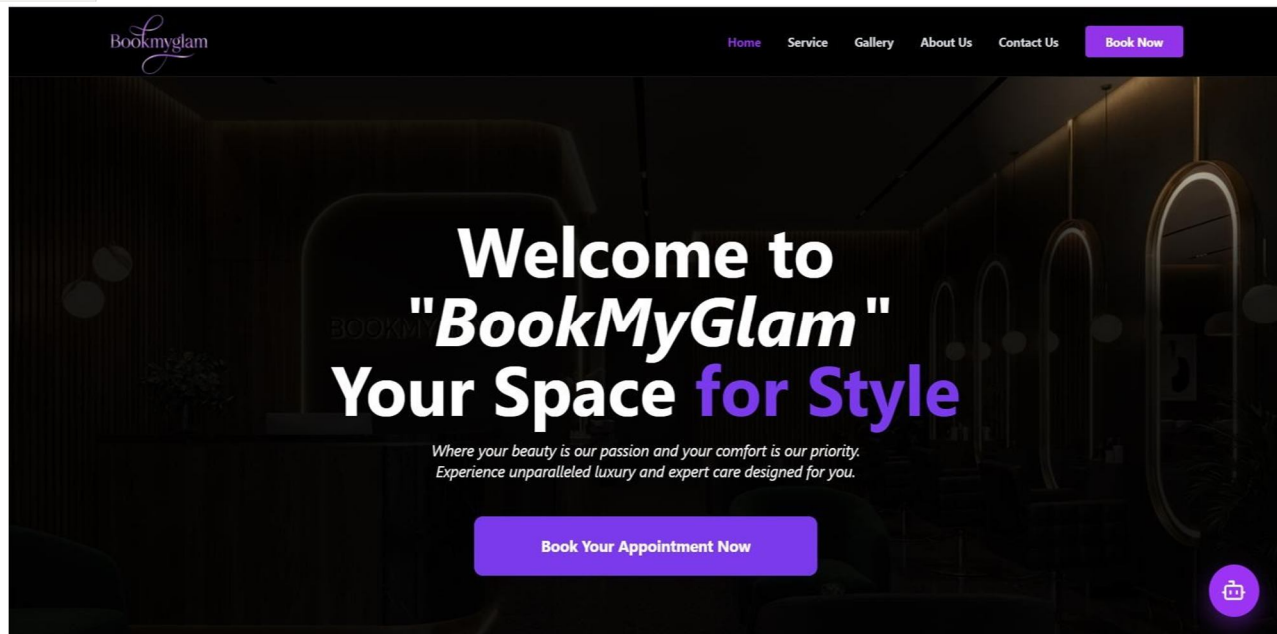 Bookmyglam
Home Service Gallery About Us Contact Us Book Now
Welcome to
"BookMyGlam"
BOOKMY
Your Space for Style
Where your beauty is our passion and your comfort is our priority.
Experience unparalleled luxury and expert care designed for you.
Book Your Appointment Now